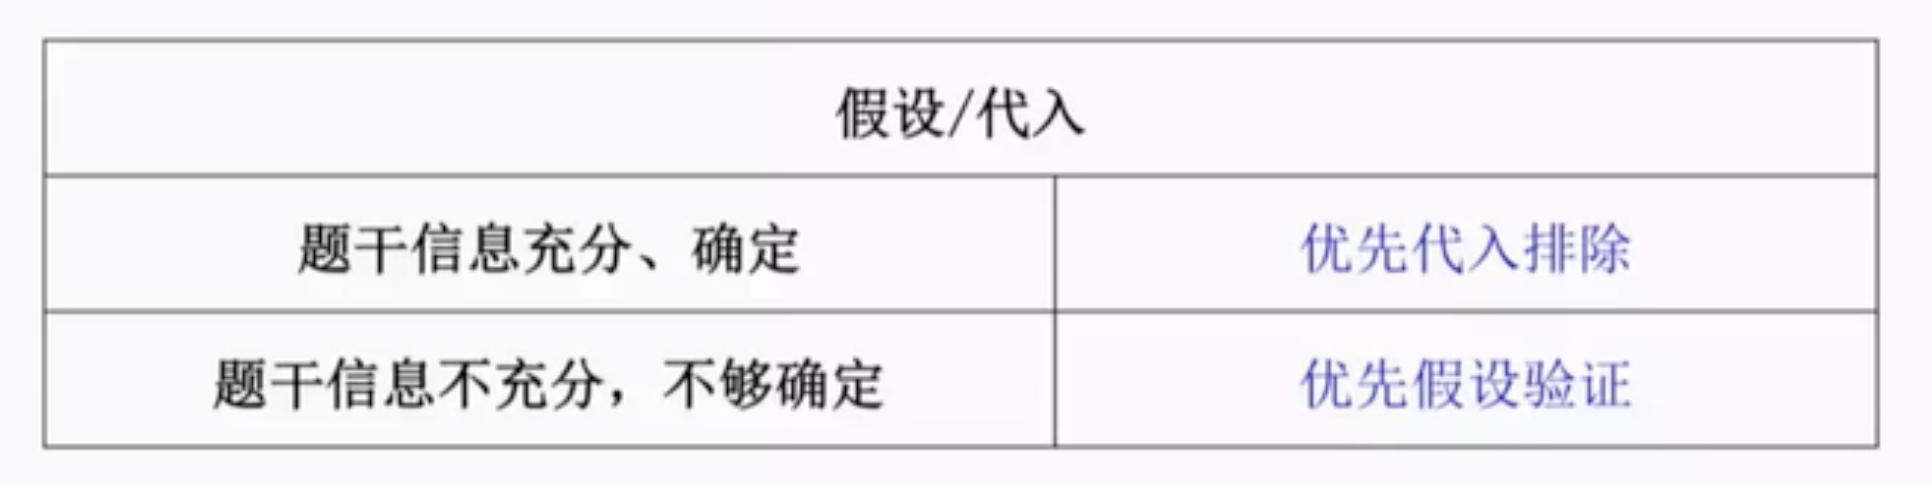 假设/代入
题干信息充分、确定
优先代入排除
题干信息不充分，不够确定
优先假设验证